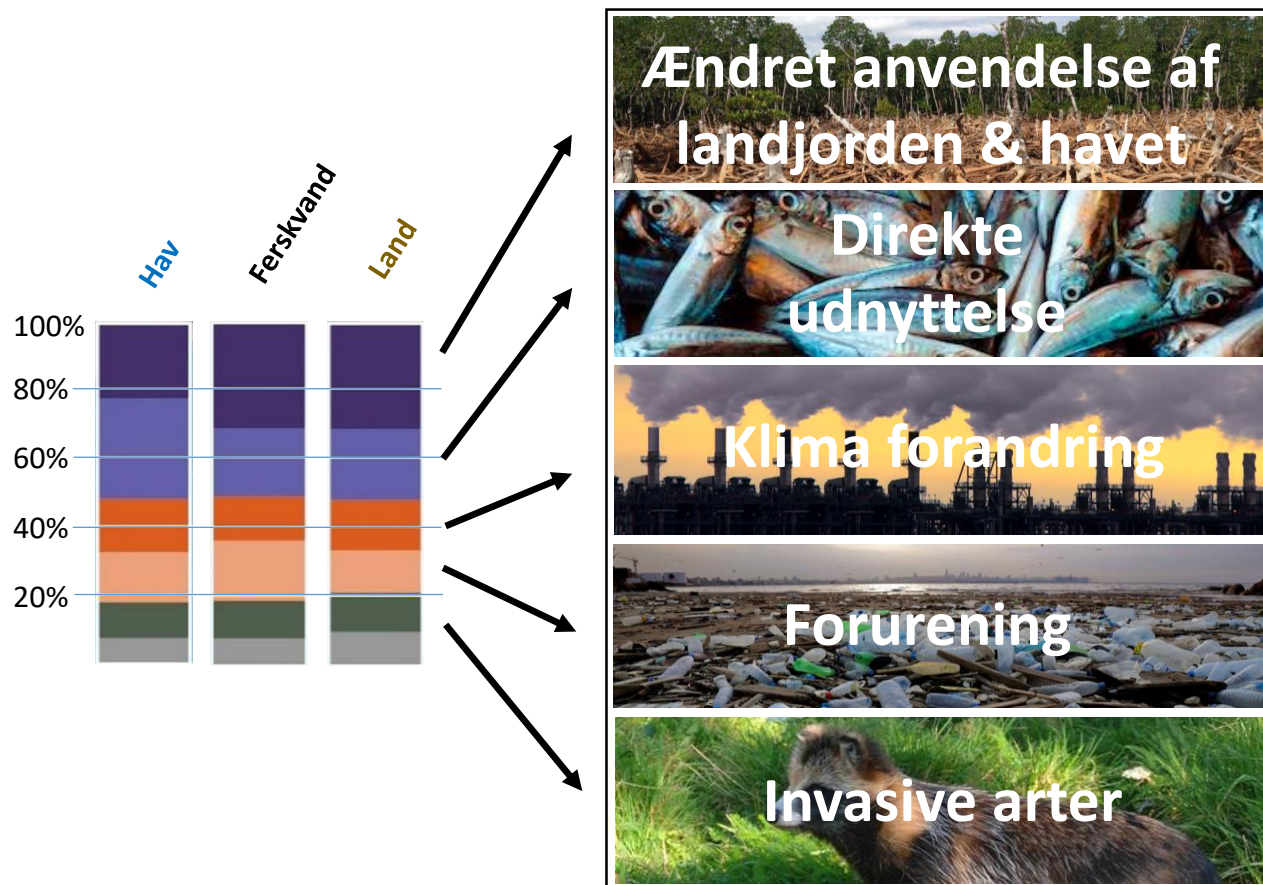 Hav
Ferskvand
Land
100%
80%
60%
40%
20%
Ændret anvendelse af
landjorden & havet
Direkte
udnyttelse
Klima forandring
Forurening
Invasive arter